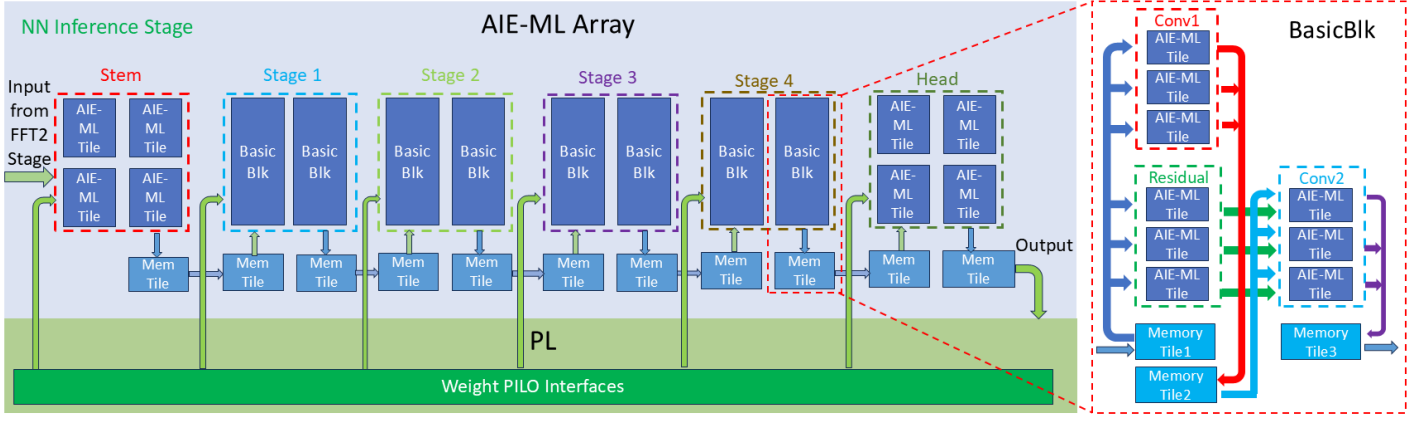 NN Inference Stage
AIE-ML Array
Input
from
FFT2
Stage
Stem
AIE-
ML
Tile
AIE-
ML
Tile
AIE-
ML
Tile
AIE-
ML
Tile
Stage 1
Basic
Blk
Basic
Blk
Stage 2
Basic
Blk
Basic
Blk
Stage 3
Basic
Blk
Basic
Blk
Stage 4
Basic
Blk
Basic
Blk
Head
AIE-
ML
Tile
AIE-
ML
Tile
AIE-
ML
Tile
AIE-
ML
Tile
Mem
Tile
Mem
Tile
Mem
Tile
Mem
Tile
Mem
Tile
Mem
Tile
Mem
Tile
Mem
Tile
Mem
Tile
Mem
Tile
Mem
Tile
Output
PL
Weight PILO Interfaces
BasicBlk
Conv1
AIE-ML
Tile
AIE-ML
Tile
AIE-ML
Tile
Residual
AIE-ML
Tile
AIE-ML
Tile
AIE-ML
Tile
Conv2
AIE-ML
Tile
AIE-ML
Tile
AIE-ML
Tile
Memory
Tile1
Memory
Tile2
Memory
Tile3